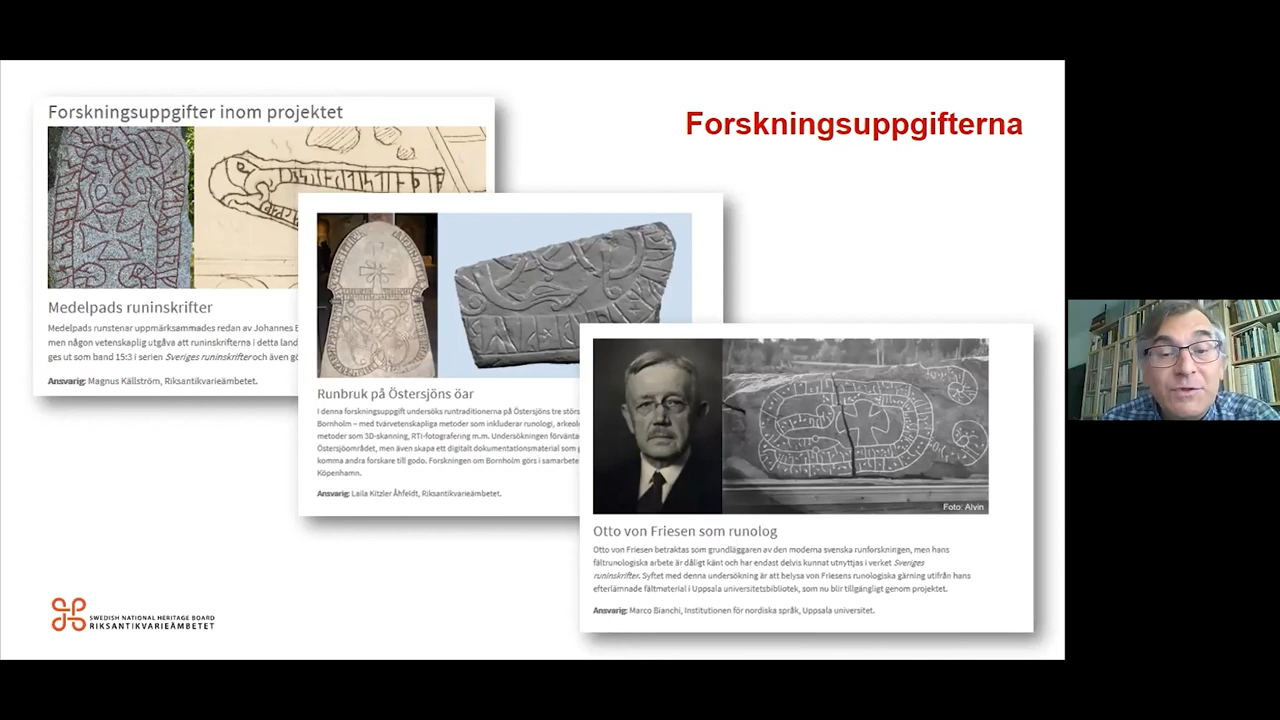 Forskningsuppgifterna
Forskningsuppgifter inom projektet
Medelpads runinskrifter
Medelpads runstenar uppmärksammades redan av Johannes B
men någon vetenskaplig utgåva att runinskrifterna i detta land
ges ut som band 15:3 i serien Sveriges runinskrifter och även gö
Ansvarig: Magnus Källström, Riksantikvarieämbetet.
Runbruk på Östersjöns öar
I denna forskningsuppgift undersöks runtraditionerna på Östersjöns tre störs
Bornholm – med tvärvetenskapliga metoder som inkluderar runologi, arkeol
metoder som 3D-skanning, RTI-fotografering m.m. Undersökningen förvänta
Östersjöområdet, men även skapa ett digitalt dokumentationsmaterial som g
komma andra forskare till godo. Forskningen om Bornholm görs i samarbete
Köpenhamn.
Ansvarig: Laila Kitzler Åhfeldt, Riksantikvarieämbetet.
Foto: Alvin
Otto von Friesen som runolog
Otto von Friesen betraktas som grundläggaren av den moderna svenska runforskningen, men hans
fältrunologiska arbete är dåligt känt och har endast delvis kunnat utnyttjas i verket Sveriges
runinskrifter. Syftet med denna undersökning är att belysa von Friesens runologiska gärning utifrån hans
efterlämnade fältmaterial i Uppsala universitetsbibliotek, som nu blir tillgängligt genom projektet.
Ansvarig: Marco Bianchi, Institutionen för nordiska språk, Uppsala universitet.
SWEDISH NATIONAL HERITAGE BOARD
RIKSANTIKVARIEÄMBETET